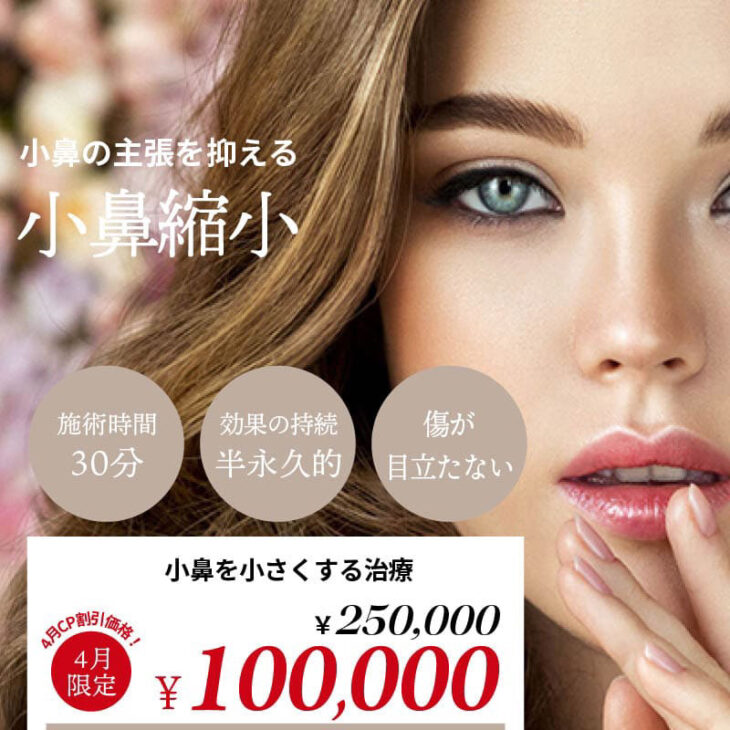 小鼻の主張を抑える
小鼻縮小
施術時間
30分
効果の持続
半永久的
傷が
目立たない
小鼻を小さくする治療
4月CP割引価格！
4月
限定
¥250,000
¥100,000